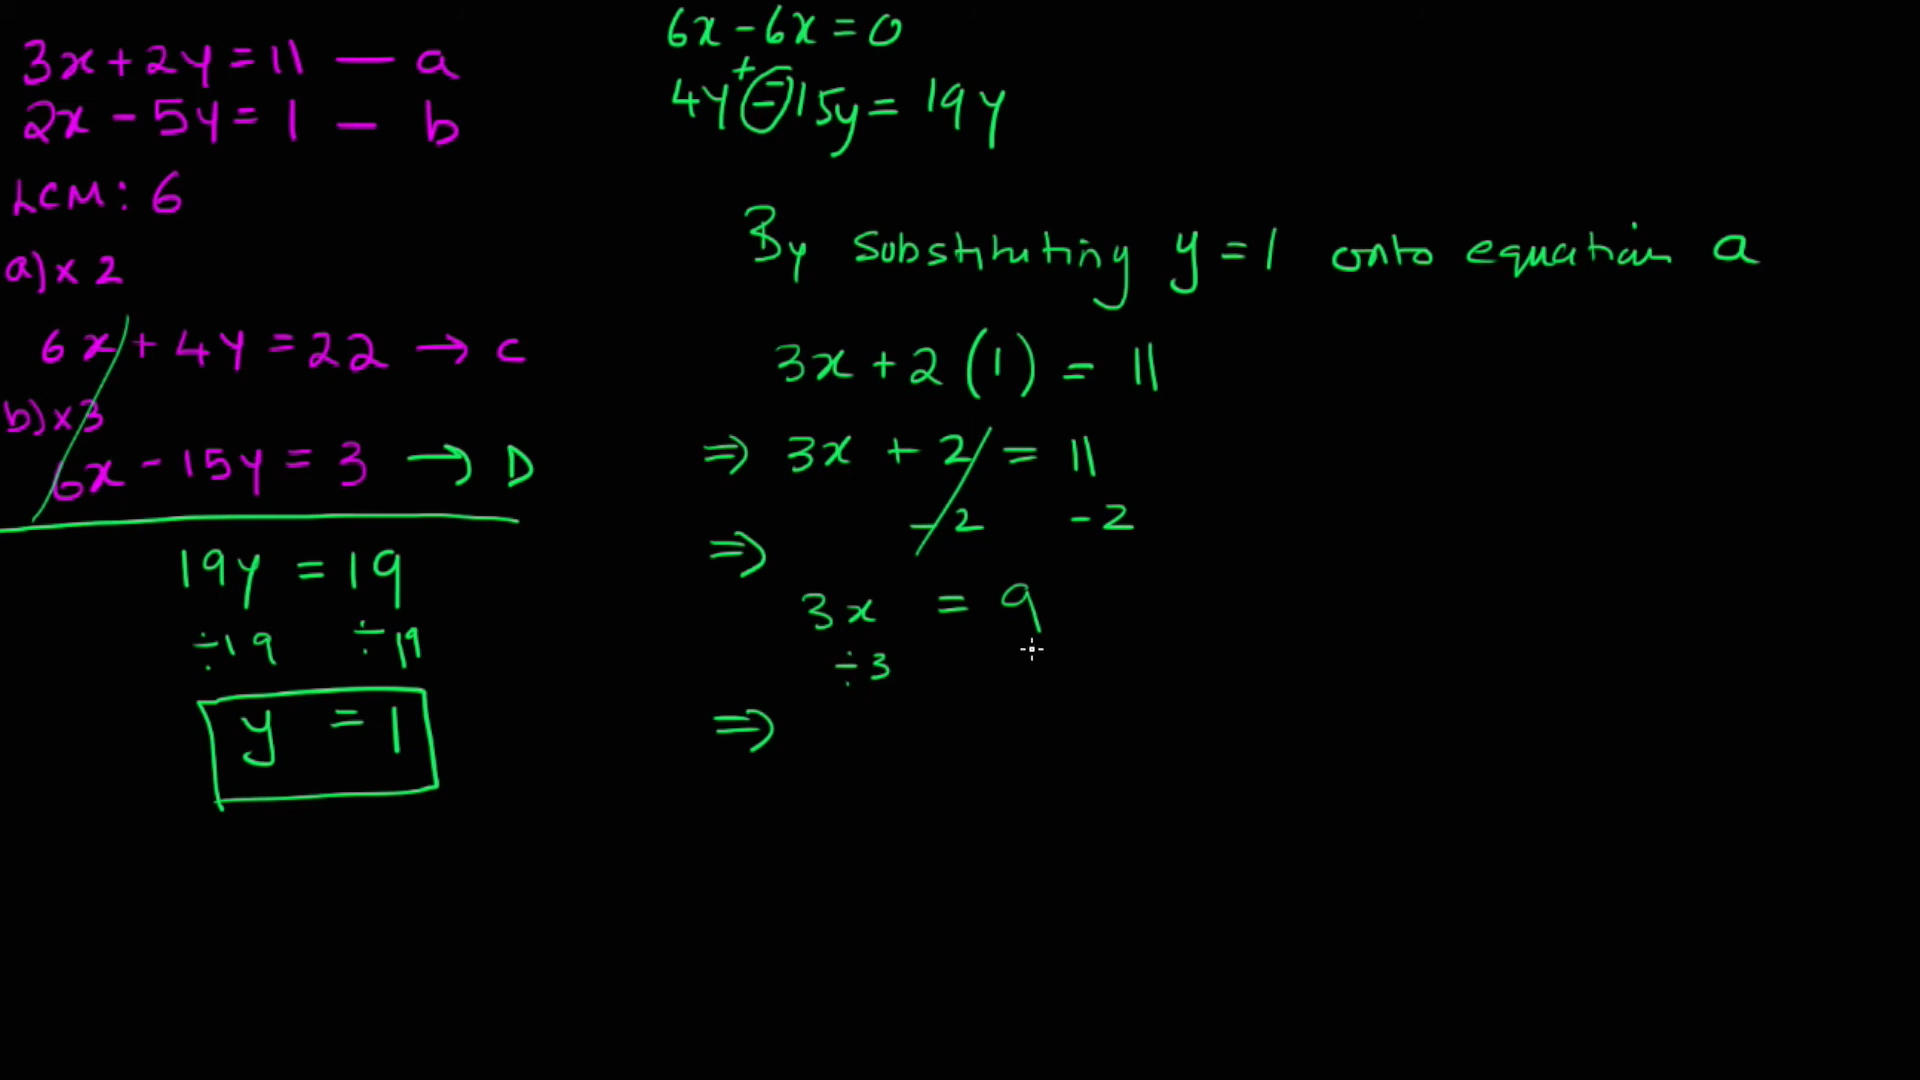 3x + 2y = 11 — a
2x - 5y = 1 — b
LCM: 6
a) x 2
6x + 4y = 22 → c
b) x 3
6x - 15y = 3 → D
19y = 19
÷19 ÷19
y = 1
6x - 6x = 0
4y - - 15y = 19y
+
By substituting y = 1 onto equation a
3x + 2 (1) = 11
⇒ 3x + 2 = 11
-2 -2
⇒
3x = 9
÷3
⇒